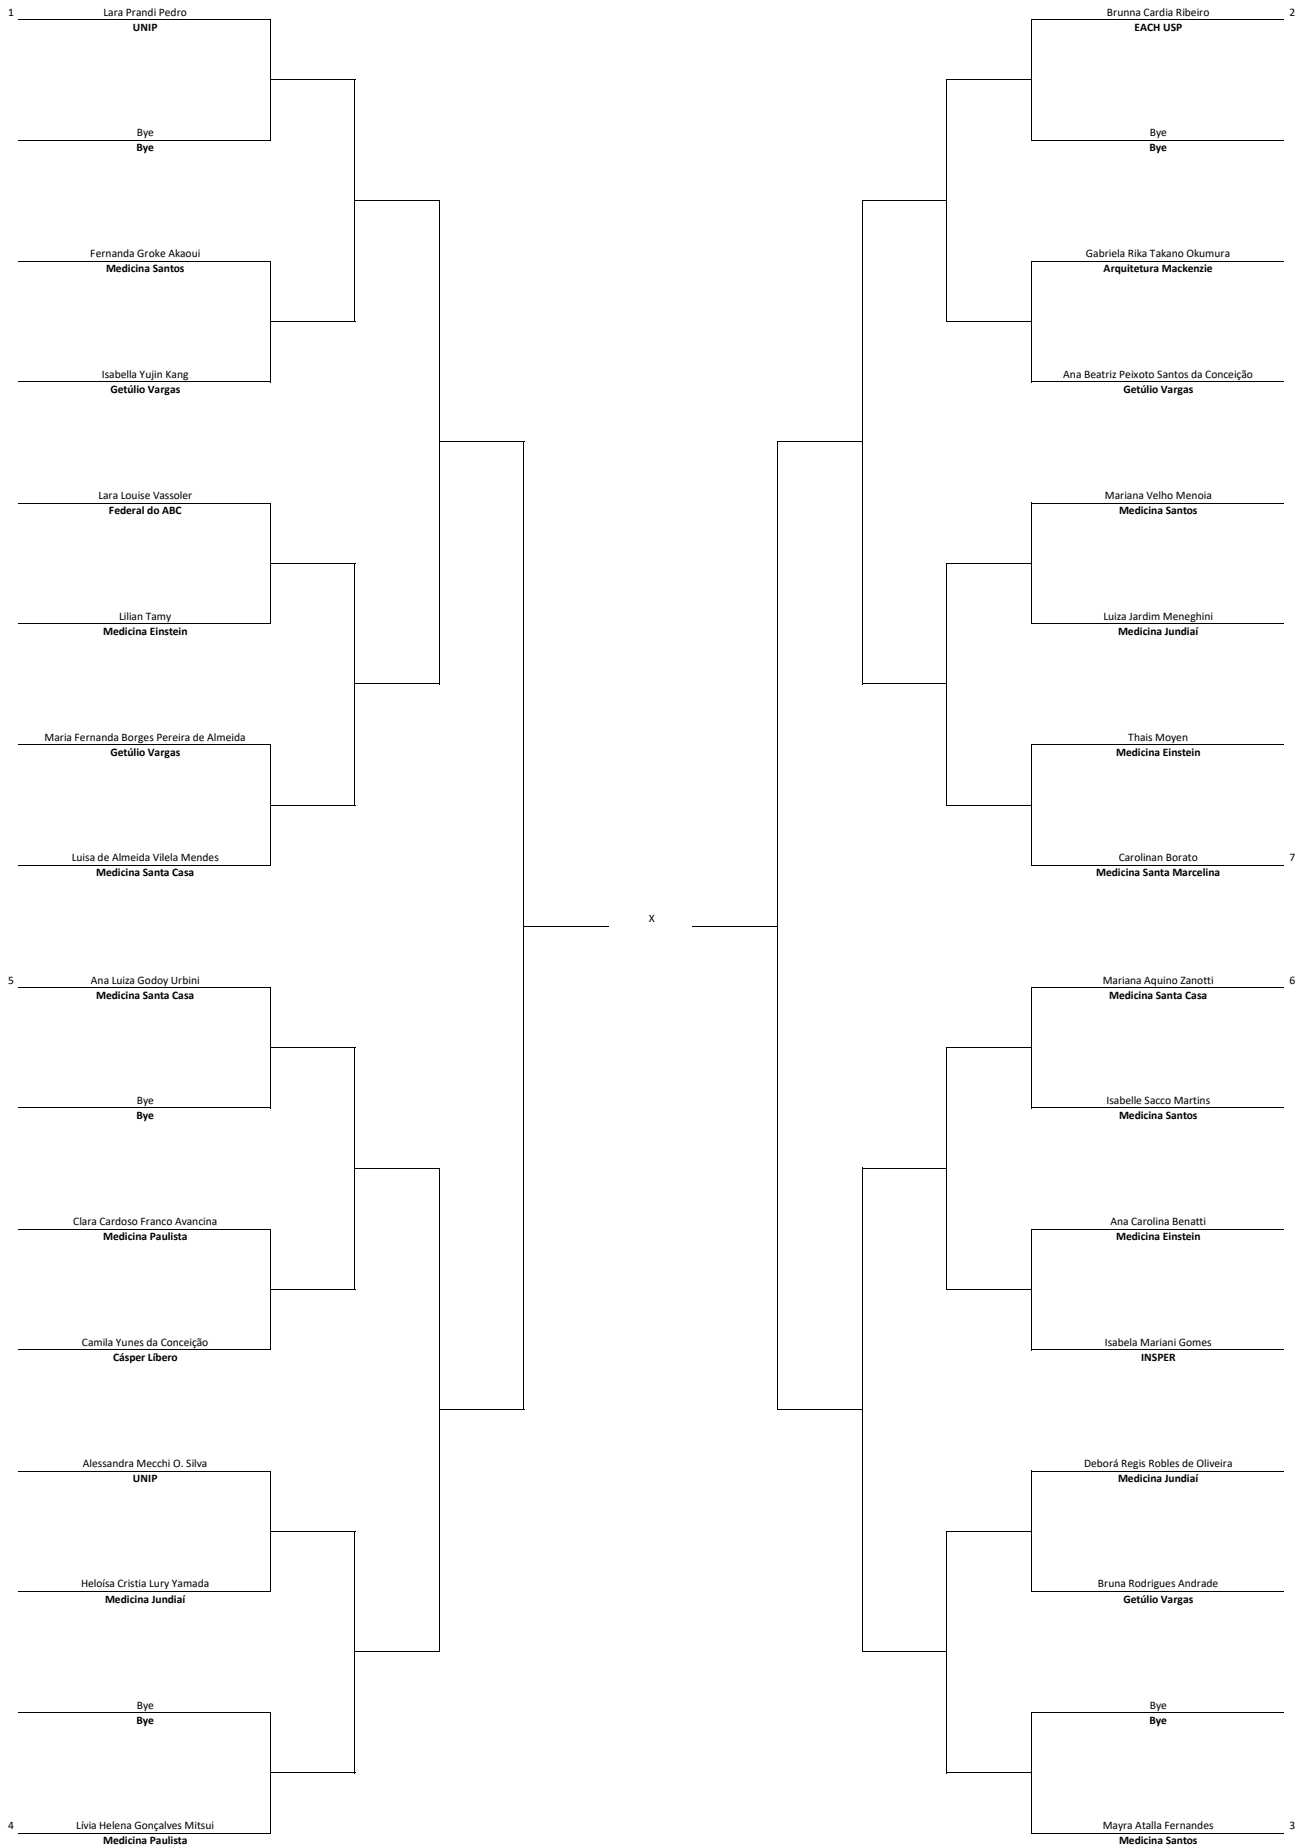 1
Lara Prandi Pedro
UNIP
Bye
Bye
Fernanda Groke Akaoui
Medicina Santos
Isabella Yujin Kang
Getúlio Vargas
Lara Louise Vassoler
Federal do ABC
Lilian Tamy
Medicina Einstein
Maria Fernanda Borges Pereira de Almeida
Getúlio Vargas
Luisa de Almeida Vilela Mendes
Medicina Santa Casa
5
Ana Luiza Godoy Urbini
Medicina Santa Casa
Bye
Bye
Clara Cardoso Franco Avancina
Medicina Paulista
Camila Yunes da Conceição
Cásper Líbero
Alessandra Mecchi O. Silva
UNIP
Heloísa Cristia Lury Yamada
Medicina Jundiaí
Bye
Bye
4
Lívia Helena Gonçalves Mitsui
Medicina Paulista
X
Brunna Cardia Ribeiro
2
EACH USP
Bye
Bye
Gabriela Rika Takano Okumura
Arquitetura Mackenzie
Ana Beatriz Peixoto Santos da Conceição
Getúlio Vargas
Mariana Velho Menoia
Medicina Santos
Luiza Jardim Meneghini
Medicina Jundiaí
Thais Moyen
Medicina Einstein
Carolinan Borato
7
Medicina Santa Marcelina
Mariana Aquino Zanotti
6
Medicina Santa Casa
Isabelle Sacco Martins
Medicina Santos
Ana Carolina Benatti
Medicina Einstein
Isabela Mariani Gomes
INSPER
Deborá Regis Robles de Oliveira
Medicina Jundiaí
Bruna Rodrigues Andrade
Getúlio Vargas
Bye
Bye
Mayra Atalla Fernandes
3
Medicina Santos